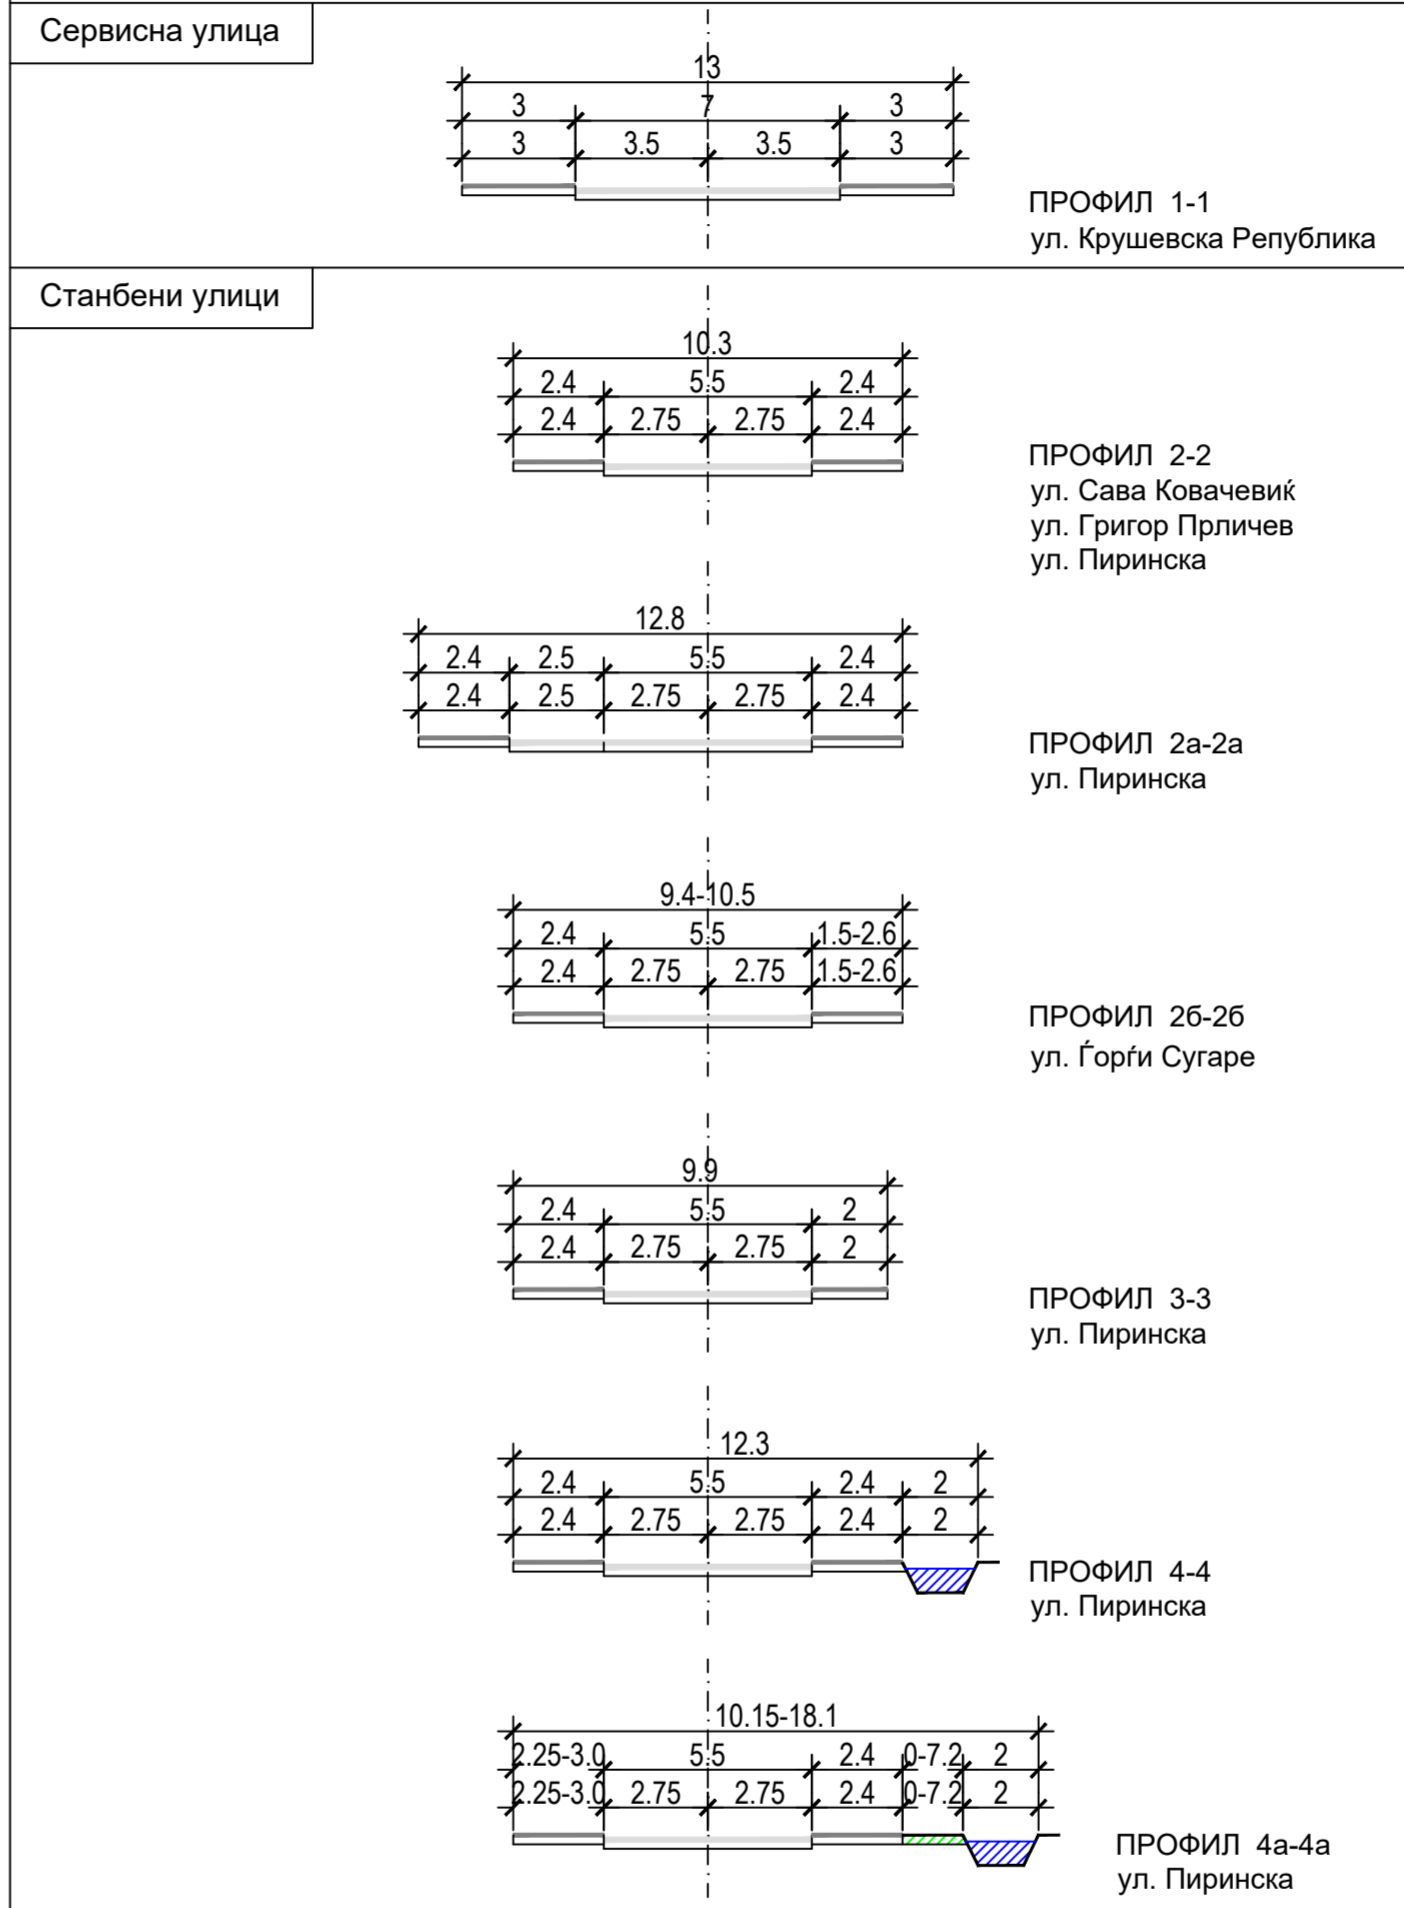 Сервисна улица
13
3 7 3
3 3.5 3.5 3
ПРОФИЛ 1-1
ул. Крушевска Република
Станбени улици
10.3
2.4 5.5 2.4
2.4 2.75 2.75 2.4
ПРОФИЛ 2-2
ул. Сава Ковачевиќ
ул. Григор Прличев
ул. Пиринска
12.8
2.4 2.5 5.5 2.4
2.4 2.5 2.75 2.75 2.4
ПРОФИЛ 2а-2а
ул. Пиринска
9.4-10.5
2.4 5.5 1.5-2.6
2.4 2.75 2.75 1.5-2.6
ПРОФИЛ 2б-2б
ул. Ѓорѓи Сугаре
9.9
2.4 5.5 2
2.4 2.75 2.75 2
ПРОФИЛ 3-3
ул. Пиринска
12.3
2.4 5.5 2.4 2
2.4 2.75 2.75 2.4 2
ПРОФИЛ 4-4
ул. Пиринска
10.15-18.1
2.25-3.0 5.5 2.4 0-7.2 2
2.25-3.0 2.75 2.75 2.4 0-7.2 2
ПРОФИЛ 4а-4а
ул. Пиринска